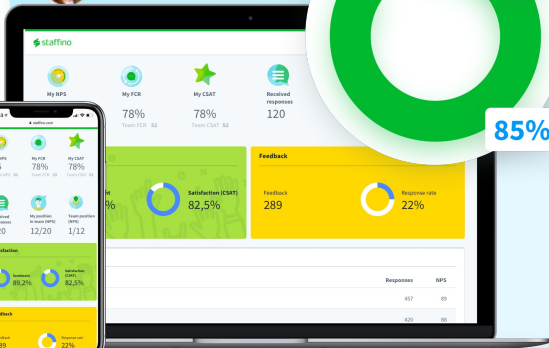 staffino
My NPS
My FCR
My CSAT
Received
responses
78%
78%
120
Team FCR 52
Team CSAT 52
85%
Feedback
Satisfaction (CSAT)
82,5%
Feedback
289
Response rate
22%
Responses
NPS
457
89
420
88
staffino.com
My FCR
My CSAT
78%
78%
My position
in team (NPS)
Team position
(NPS)
12/20
1/12
Sentiment
89,2%
Satisfaction
(CSAT)
82,5%
Response rate
22%